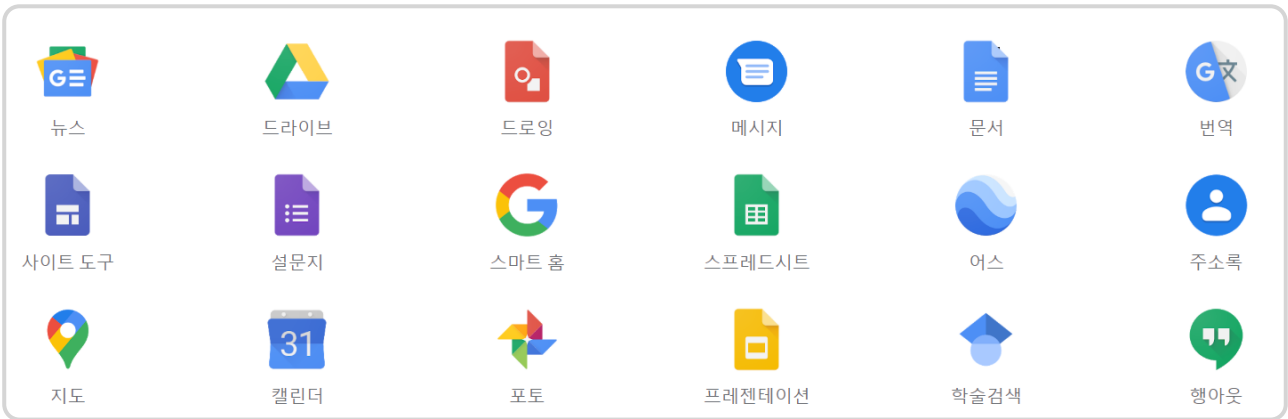 G
G 文
뉴스 드라이브 드로잉 메시지 문서 번역
사이트 도구 설문지 스마트 홈 스프레드시트 어스 주소록
31
지도 캘린더 포토 프레젠테이션 학술검색 행아웃